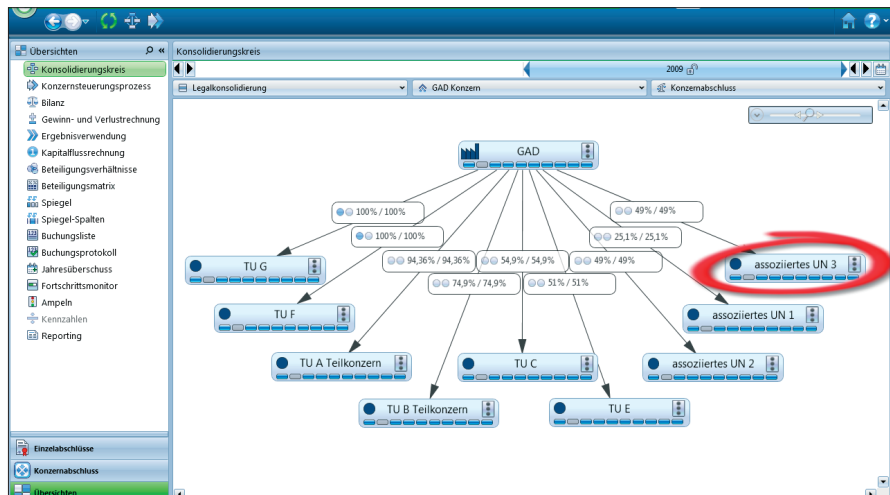 Übersichten
Konsolidierungskreis
Konzernsteuerungsprozess
Bilanz
Gewinn- und Verlustrechnung
Ergebnisverwendung
Kapitalflussrechnung
Beteiligungsverhältnisse
Beteiligungsmatrix
Spiegel
Spiegel-Spalten
Buchungsliste
Buchungsprotokoll
Jahresüberschuss
Fortschrittsmonitor
Ampeln
Kennzahlen
Reporting
Einzelabschlüsse
Konzernabschluss
Übersichten
Konsolidierungskreis
2009
Legalkonsolidierung
GAD Konzern
Konzernabschluss
GAD
100% / 100%
49% / 49%
100% / 100%
25,1% / 25,1%
94,36% / 94,36%
54,9% / 54,9%
49% / 49%
74,9% / 74,9%
51% / 51%
TU G
assoziiertes UN 3
TU F
assoziiertes UN 1
TU A Teilkonzern
TU C
assoziiertes UN 2
TU B Teilkonzern
TU E